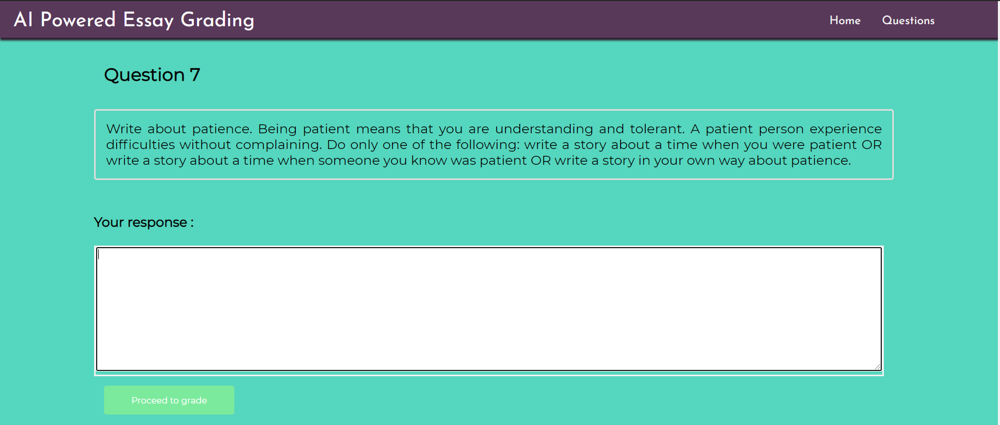 AI Powered Essay Grading
Home
Questions
Question 7
Write about patience. Being patient means that you are understanding and tolerant. A patient person experience
difficulties without complaining. Do only one of the following: write a story about a time when you were patient OR
write a story about a time when someone you know was patient OR write a story in your own way about patience.
Your response :
Proceed to grade